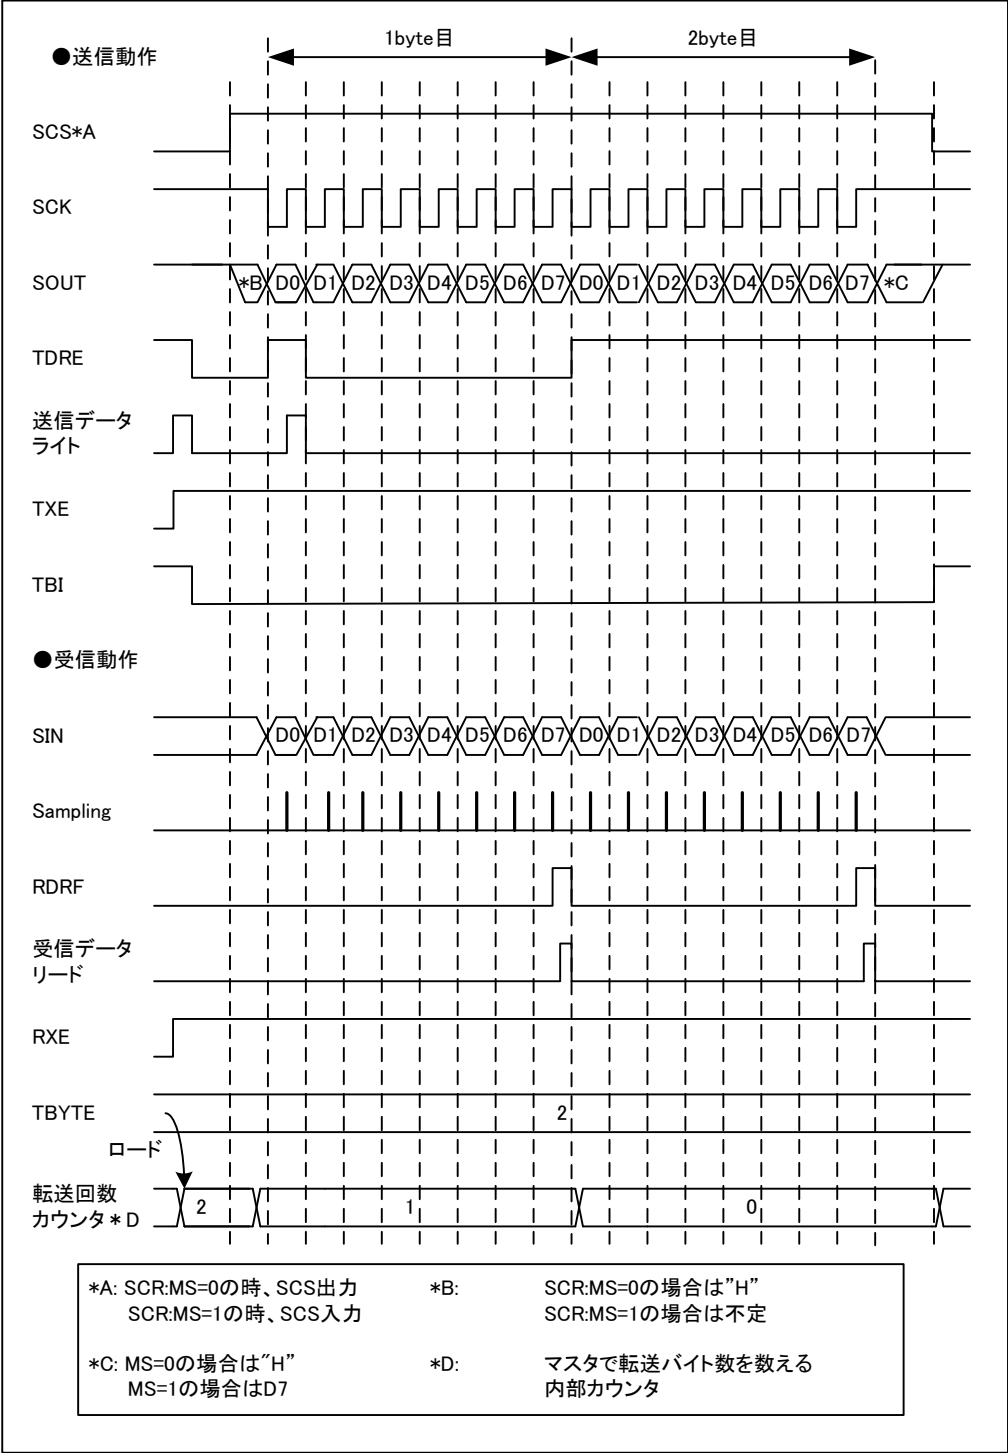 ●送信動作
1byte目 2byte目
SCS*A
SCK
SOUT *B D0 D1 D2 D3 D4 D5 D6 D7 D0 D1 D2 D3 D4 D5 D6 D7 *C
TDRE
送信データ
ライト
TXE
TBI
●受信動作
SIN D0 D1 D2 D3 D4 D5 D6 D7 D0 D1 D2 D3 D4 D5 D6 D7
Sampling
RDRF
受信データ
リード
RXE
TBYTE 2
ロード
転送回数
カウンタ*D 2 1 0
*A: SCR:MS=0の時、SCS出力
SCR:MS=1の時、SCS入力
*B: SCR:MS=0の場合は"H"
SCR:MS=1の場合は不定
*C: MS=0の場合は"H"
MS=1の場合はD7
*D: マスタで転送バイト数を数える
内部カウンタ